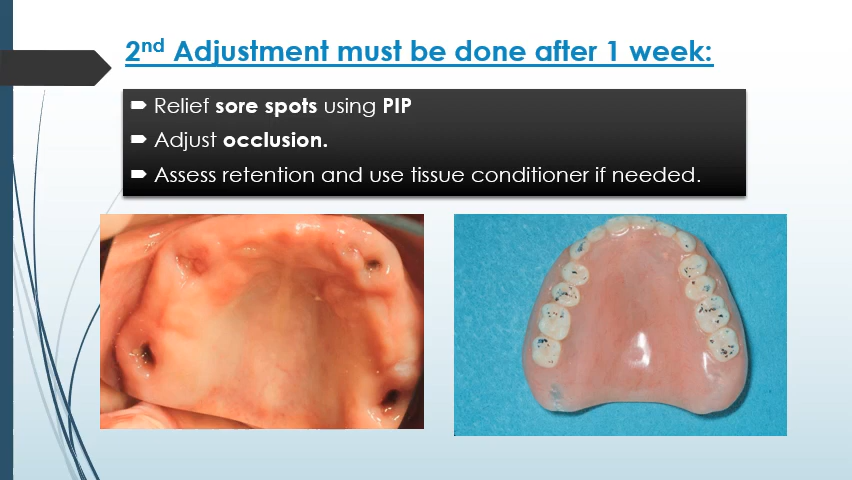 2nd Adjustment must be done after 1 week:
Relief sore spots using PIP
Adjust occlusion.
Assess retention and use tissue conditioner if needed.